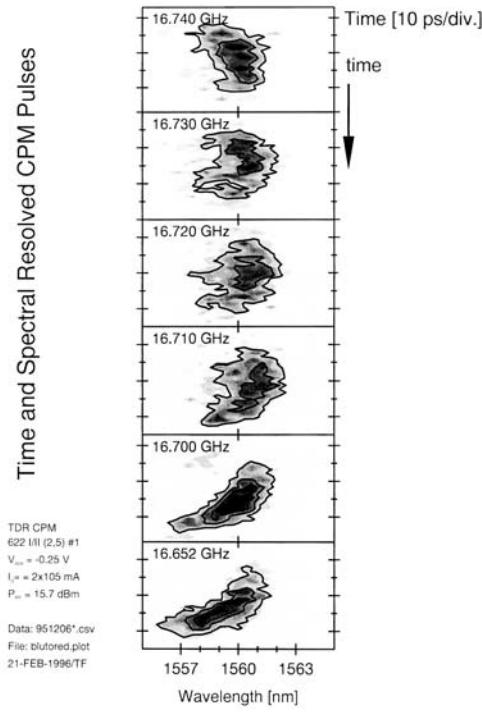 Time and Spectral Resolved CPM Pulses
16.740 GHz
Time [10 ps/div.]
time
16.730 GHz
16.720 GHz
16.710 GHz
16.700 GHz
16.652 GHz
TDR CPM
622 I/II (2,5) #1
V = -0.25 V
= 2x105 mA
P = 15.7 dBm
Data: 951206*.csv
File: blutored.plot
21-FEB-1996/TF
1557 1560 1563
Wavelength [nm]